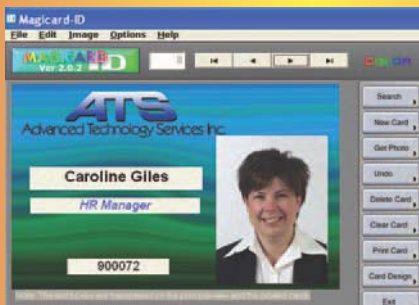 Magicard-ID
File Edit Image Options Help
MAGICARD ID
Ver 2.0.2
ATS
Advanced Technology Services Inc
Caroline Giles
HR Manager
900072
Search
New Card
Get Photo
Undo
Delete Card
Clear Card
Print Card
Card Design
Exit